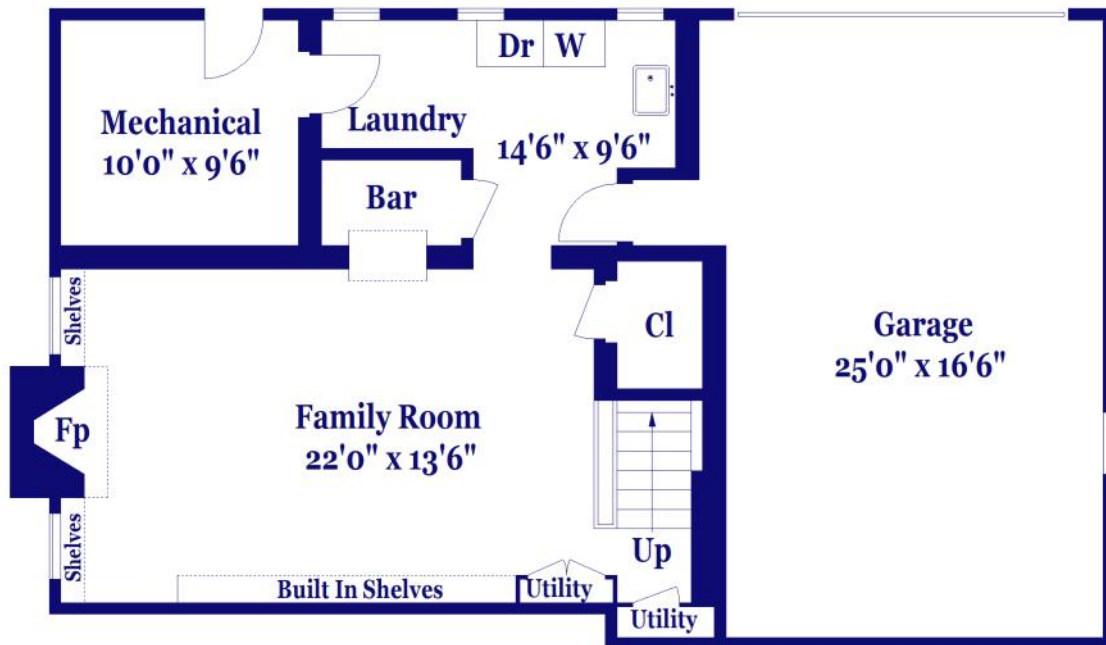 Dr
W
Mechanical
10'0" x 9'6"
Laundry
14'6" x 9'6"
Bar
Shelves
Cl
Garage
25'0" x 16'6"
Family Room
22'0" x 13'6"
Fp
Shelves
Up
Built In Shelves
Utility
Utility